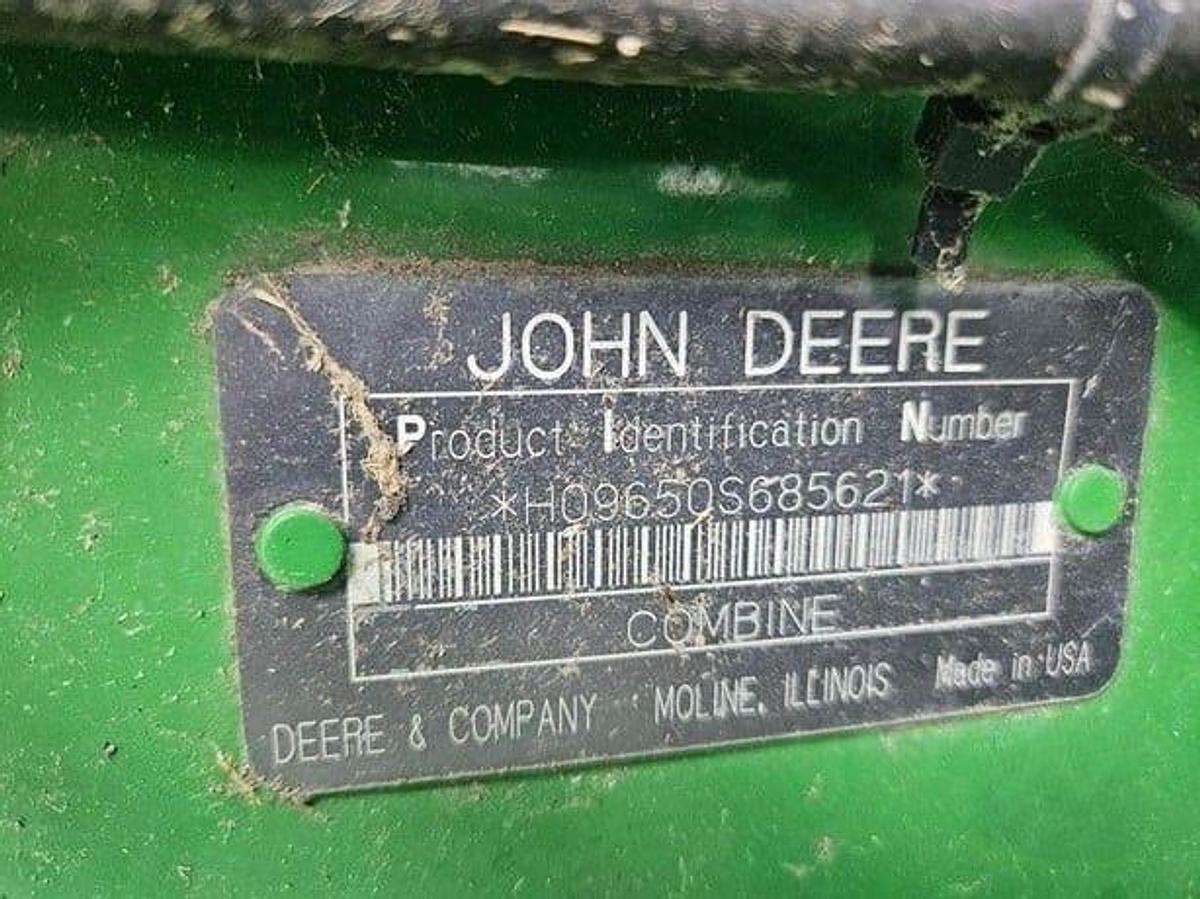 JOHN DEERE
Product Identification Number
*H09650S685621*
COMBINE
DEERE & COMPANY MOLINE, ILLINOIS Made in USA